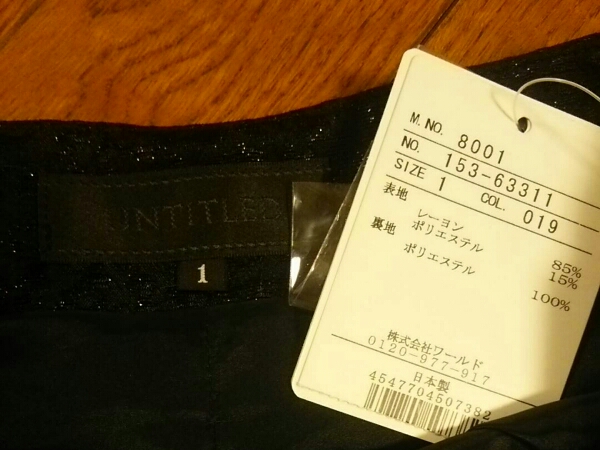 UNTITLED
1
M.NO. 8001
NO. 153-63311
SIZE 1 COL. 019
表地 レーヨン 85%
ポリエステル 15%
裏地 ポリエステル 100%
株式会社ワールド
0120-977-917
日本製
4547704507382